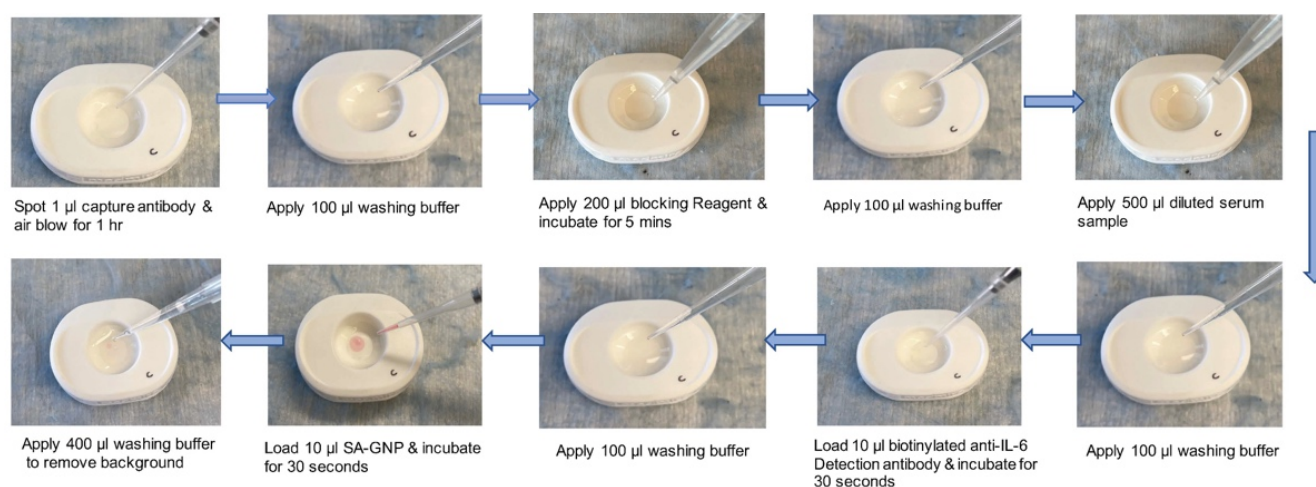 C
C
C
C
C
Spot 1 µl capture antibody &
air blow for 1 hr
Apply 100 µl washing buffer
Apply 200 µl blocking Reagent &
incubate for 5 mins
Apply 100 µl washing buffer
Apply 500 µl diluted serum
sample
C
C
C
C
C
Apply 400 µl washing buffer
to remove background
Load 10 µl SA-GNP & incubate
for 30 seconds
Apply 100 µl washing buffer
Load 10 µl biotinylated anti-IL-6
Detection antibody & incubate for
30 seconds
Apply 100 µl washing buffer